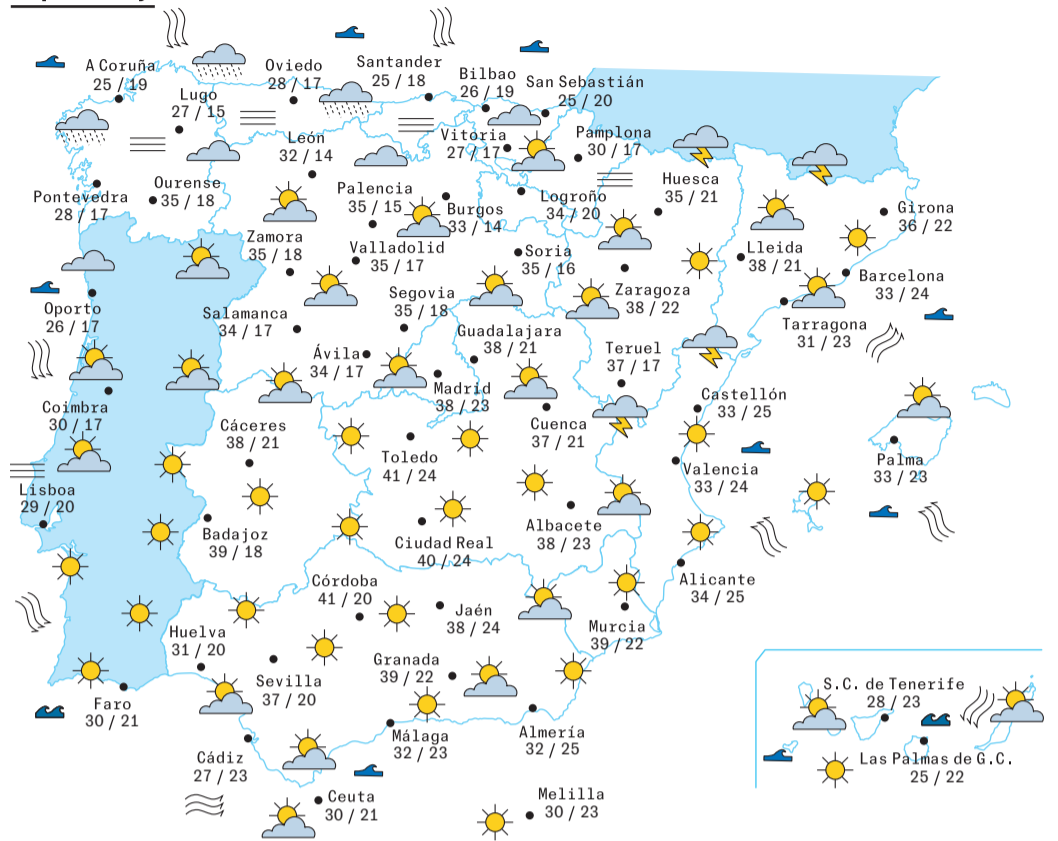 A Coruña
25 / 19
Lugo
27 / 15
Oviedo
28 / 17
Santander
25 / 18
Bilbao
26 / 19
San Sebastián
25 / 20
Vitoria
27 / 17
Pamplona
30 / 17
León
32 / 14
Pontevedra
28 / 17
Ourense
35 / 18
Palencia
35 / 15
Burgos
33 / 14
Logroño
34 / 20
Huesca
35 / 21
Girona
36 / 22
Zamora
35 / 18
Valladolid
35 / 17
Soria
35 / 16
Lleida
38 / 21
Barcelona
33 / 24
Zaragoza
38 / 22
Segovia
35 / 18
Oporto
26 / 17
Salamanca
34 / 17
Guadalajara
38 / 21
Tarragona
31 / 23
Ávila
34 / 17
Teruel
37 / 17
Madrid
38 / 23
Castellón
33 / 25
Coimbra
30 / 17
Cáceres
38 / 21
Cuenca
37 / 21
Toledo
41 / 24
Valencia
33 / 24
Palma
33 / 23
Lisboa
29 / 20
Badajoz
39 / 18
Ciudad Real
40 / 24
Albacete
38 / 23
Alicante
34 / 25
Córdoba
41 / 20
Jaén
38 / 24
Murcia
39 / 22
Huelva
31 / 20
Sevilla
37 / 20
Granada
39 / 22
Faro
30 / 21
Cádiz
27 / 23
Málaga
32 / 23
Almería
32 / 25
S.C. de Tenerife
28 / 23
Las Palmas de G.C.
25 / 22
Ceuta
30 / 21
Melilla
30 / 23